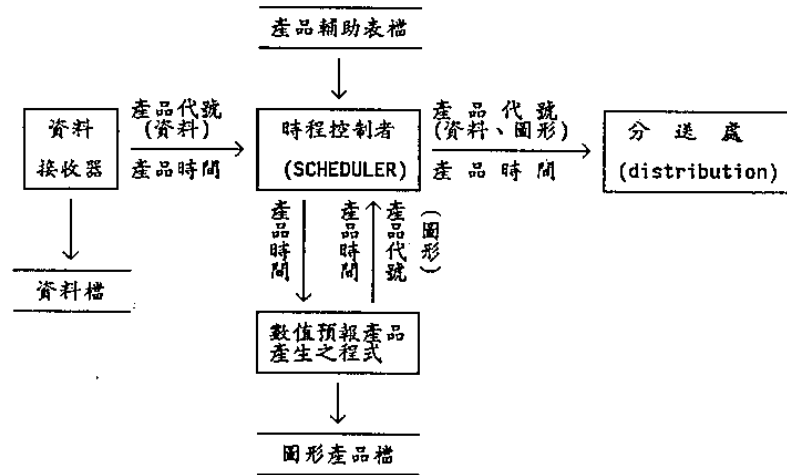 產品輔助表檔
產品代號
(資料)
產品時間
資料
接收器
時程控制者
(SCHEDULER)
產品代號
(資料、圖形)
產品時間
分送處
(distribution)
資料檔
產品時間
產品時間
產品代號
(圖形)
數值預報產品
產生之程式
圖形產品檔